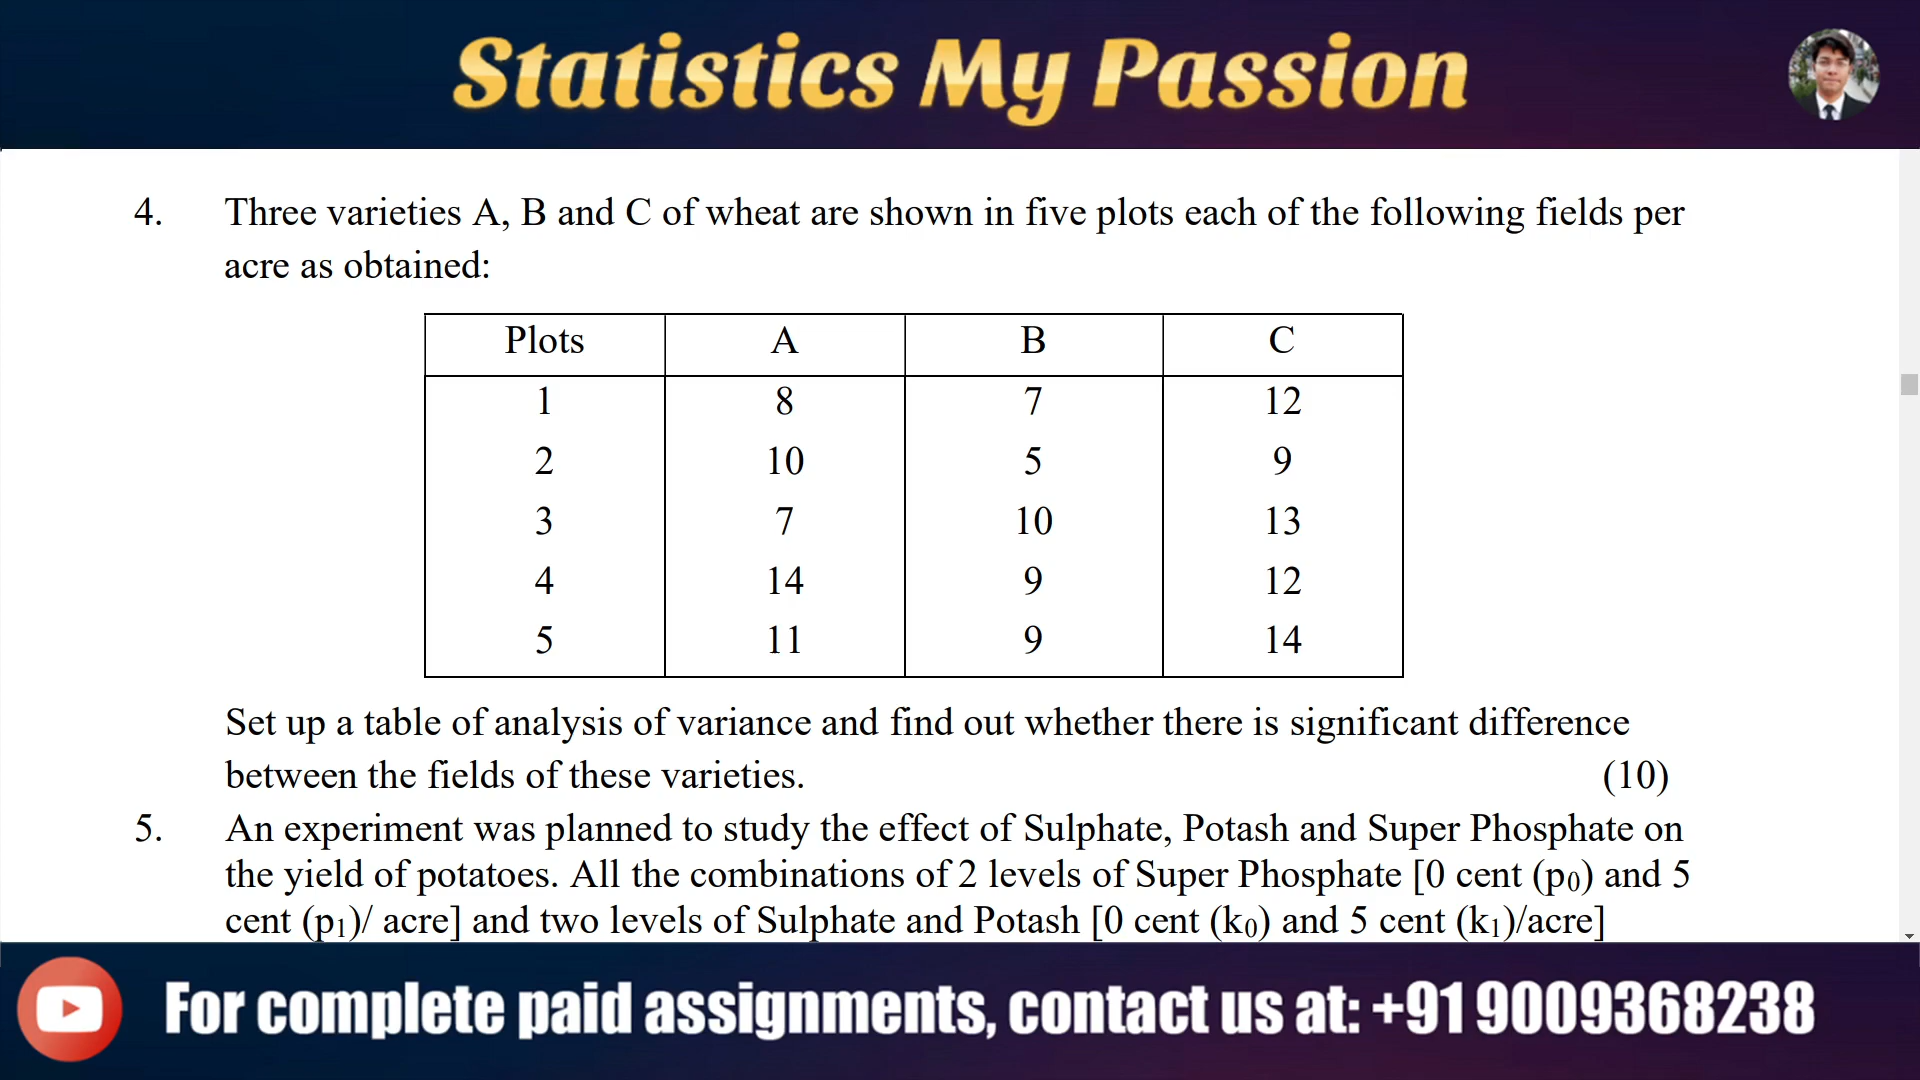 Statistics My Passion
4. Three varieties A, B and C of wheat are shown in five plots each of the following fields per
acre as obtained:
Plots A B C
1 8 7 12
2 10 5 9
3 7 10 13
4 14 9 12
5 11 9 14
Set up a table of analysis of variance and find out whether there is significant difference
between the fields of these varieties. (10)
5. An experiment was planned to study the effect of Sulphate, Potash and Super Phosphate on
the yield of potatoes. All the combinations of 2 levels of Super Phosphate [0 cent (p₀) and 5
cent (p₁)/ acre] and two levels of Sulphate and Potash [0 cent (k₀) and 5 cent (k₁)/acre]
For complete paid assignments, contact us at: +91 9009368238